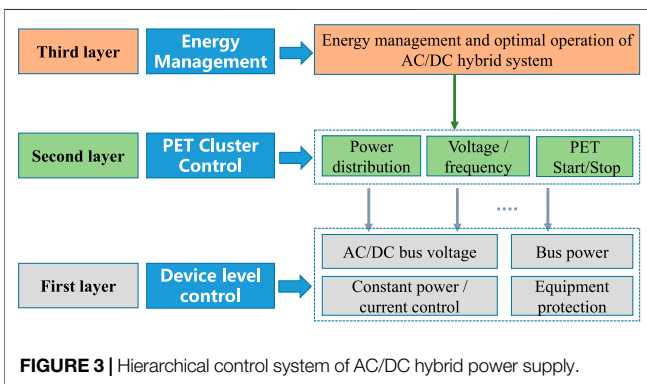 Third layer
Energy
Management
Energy management and optimal operation of
AC/DC hybrid system
Second layer
PET Cluster
Control
Power
distribution
Voltage /
frequency
PET
Start/Stop
....
First layer
Device level
control
AC/DC bus voltage
Bus power
Constant power /
current control
Equipment
protection
FIGURE 3 | Hierarchical control system of AC/DC hybrid power supply.